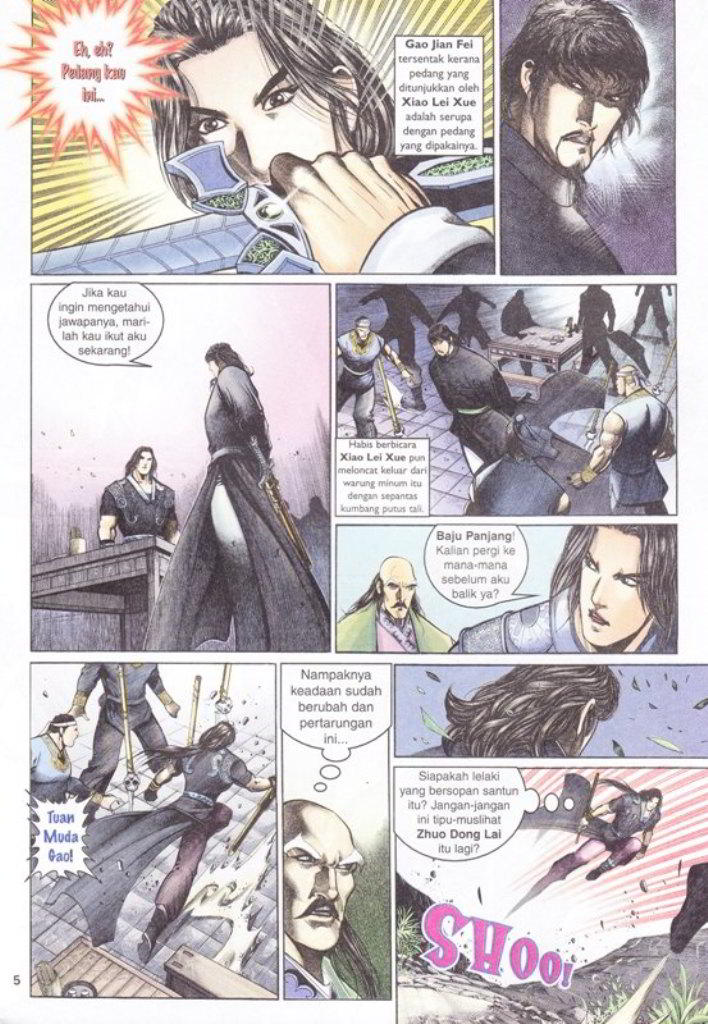 Eh, eh?
Pedang kau
ini...
Gao Jian Fei
tersentak kerana
pedang yang
ditunjukkan oleh
Xiao Lei Xue
adalah serupa
dengan pedang
yang dipakainya.
Jika kau
ingin mengetahui
jawapanya, mari-
lah kau ikut aku
sekarang!
Habis berbicara
Xiao Lei Xue pun
meloncat keluar dari
warung minum itu
dengan sepantas
kumbang putus tali.
Baju Panjang!
Kalian pergi ke
mana-mana
sebelum aku
balik ya?
Tuan
Muda
Gao!
Nampaknya
keadaan sudah
berubah dan
pertarungan
ini...
Siapakah lelaki
yang bersopan santun
itu? Jangan-jangan
ini tipu-muslihat
Zhuo Dong Lai
itu lagi?
SHOO!
5